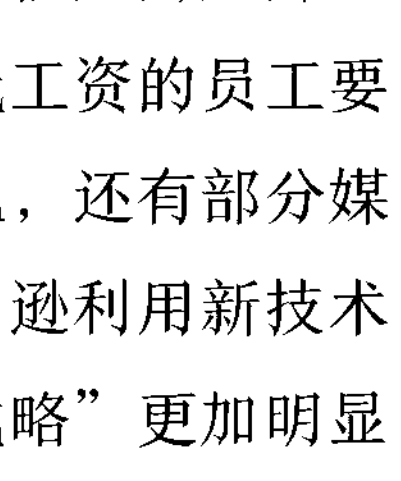 工资的员工要
，还有部分媒
逊利用新技术
略”更加明显